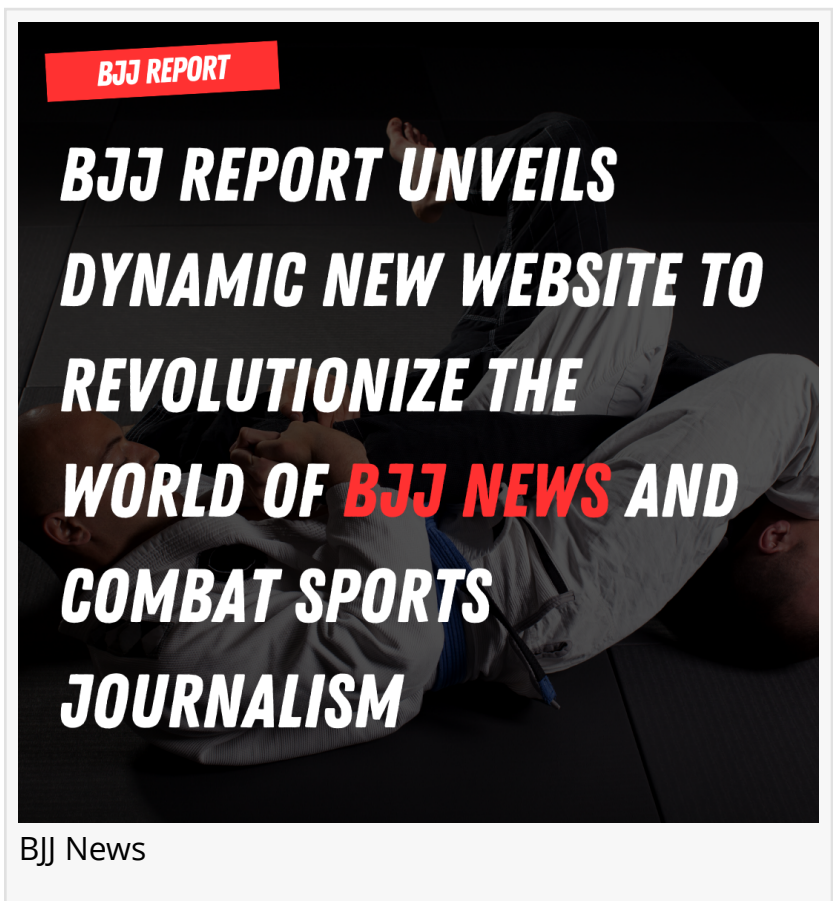 BJJ REPORT
BJJ REPORT UNVEILS
DYNAMIC NEW WEBSITE TO
REVOLUTIONIZE THE
WORLD OF BJJ NEWS AND
COMBAT SPORTS
JOURNALISM
BJJ News